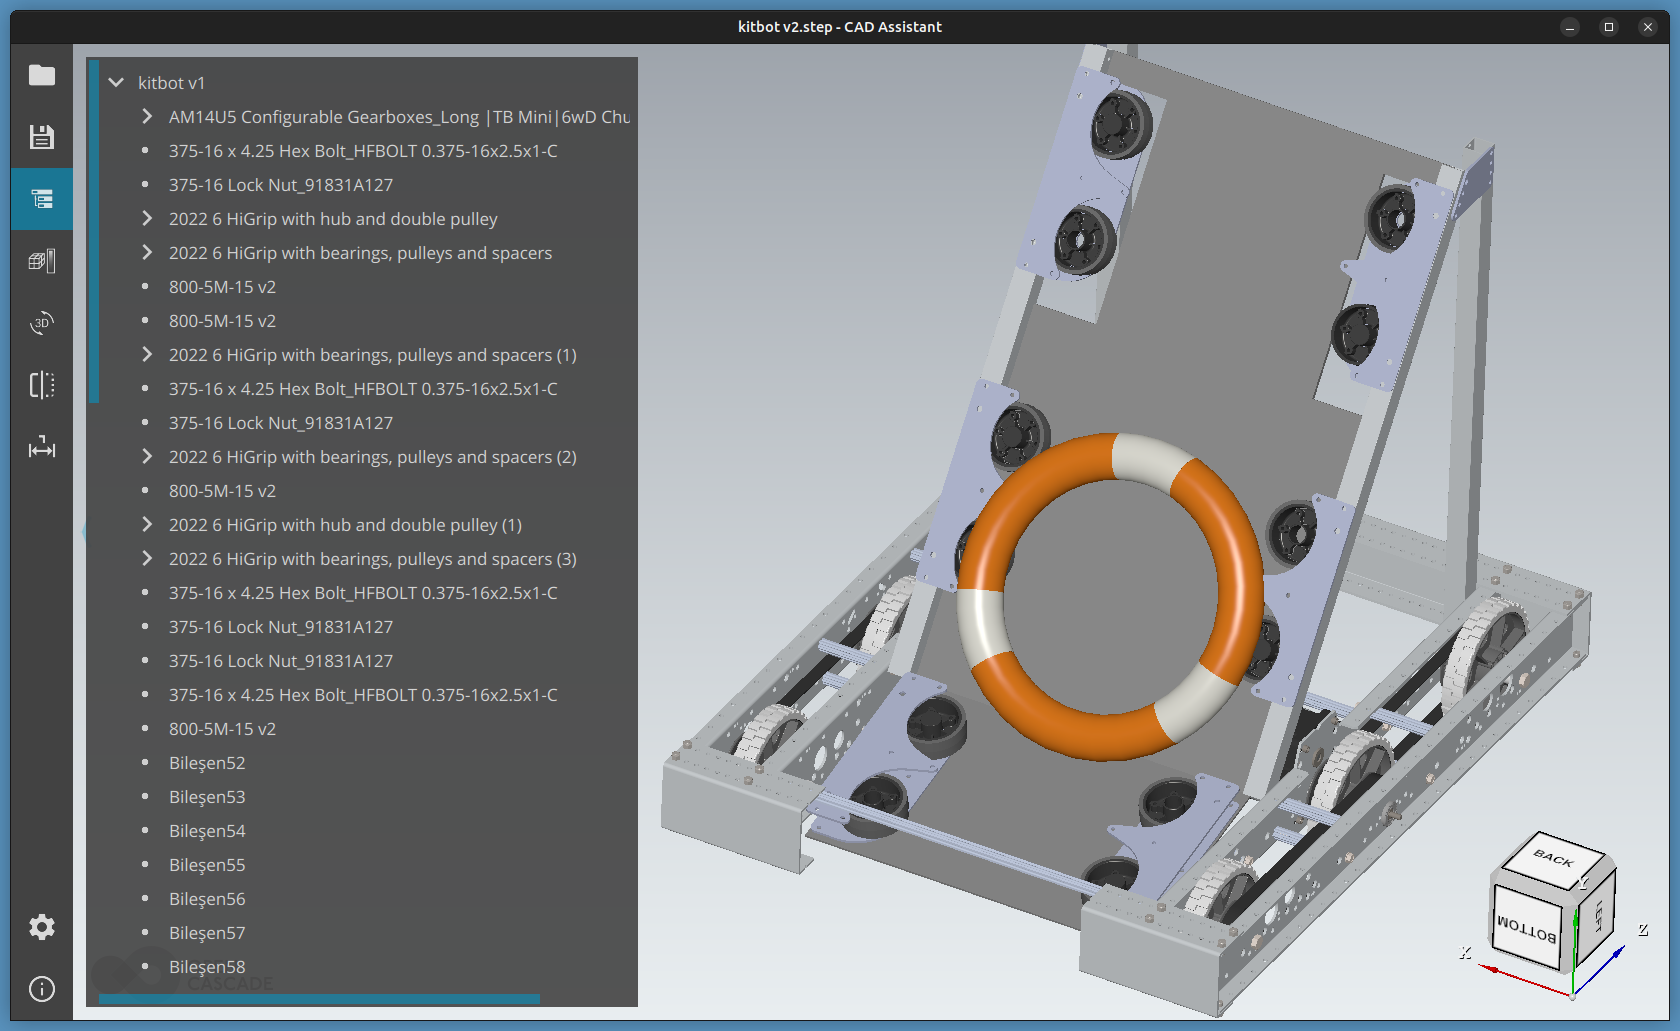 kitbot v2.step - CAD Assistant
kitbot v1
AM14U5 Configurable Gearboxes_Long |TB Mini|6wD Chu
375-16 x 4.25 Hex Bolt_HFBOLT 0.375-16x2.5x1-C
375-16 Lock Nut_91831A127
2022 6 HiGrip with hub and double pulley
2022 6 HiGrip with bearings, pulleys and spacers
800-5M-15 v2
800-5M-15 v2
2022 6 HiGrip with bearings, pulleys and spacers (1)
375-16 x 4.25 Hex Bolt_HFBOLT 0.375-16x2.5x1-C
375-16 Lock Nut_91831A127
2022 6 HiGrip with bearings, pulleys and spacers (2)
800-5M-15 v2
2022 6 HiGrip with hub and double pulley (1)
2022 6 HiGrip with bearings, pulleys and spacers (3)
375-16 x 4.25 Hex Bolt_HFBOLT 0.375-16x2.5x1-C
375-16 Lock Nut_91831A127
375-16 Lock Nut_91831A127
375-16 x 4.25 Hex Bolt_HFBOLT 0.375-16x2.5x1-C
800-5M-15 v2
Bileşen52
Bileşen53
Bileşen54
Bileşen55
Bileşen56
Bileşen57
Bileşen58
CASCADE
3D
BACK
BOTTOM
LEFT
X
Y
Z